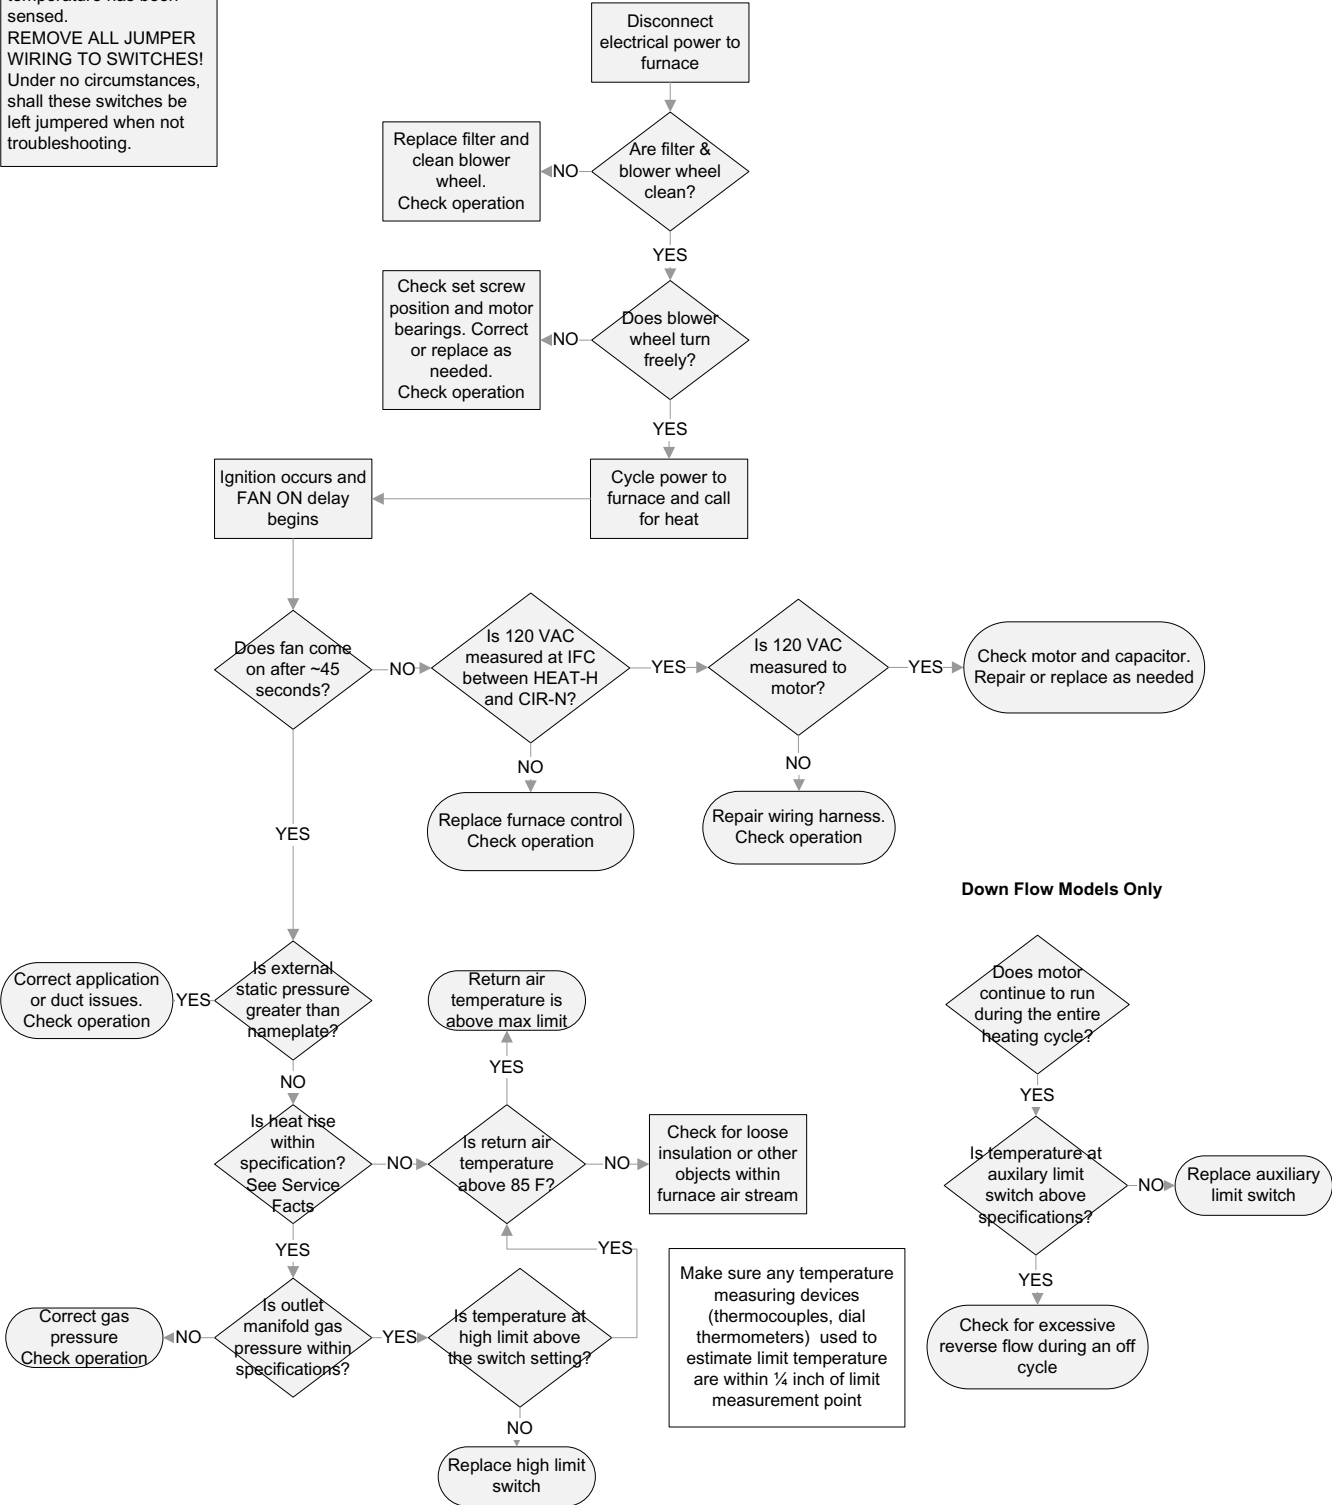 temperature has been
sensed.
REMOVE ALL JUMPER
WIRING TO SWITCHES!
Under no circumstances,
shall these switches be
left jumpered when not
troubleshooting.
Disconnect
electrical power to
furnace
Are filter &
blower wheel
clean?
NO
Replace filter and
clean blower
wheel.
Check operation
YES
Does blower
wheel turn
freely?
NO
Check set screw
position and motor
bearings. Correct
or replace as
needed.
Check operation
YES
Cycle power to
furnace and call
for heat
Ignition occurs and
FAN ON delay
begins
Does fan come
on after ~45
seconds?
NO
Is 120 VAC
measured at IFC
between HEAT-H
and CIR-N?
YES
Is 120 VAC
measured to
motor?
YES
Check motor and capacitor.
Repair or replace as needed
NO
Replace furnace control
Check operation
NO
Repair wiring harness.
Check operation
YES
Is external
static pressure
greater than
nameplate?
YES
Correct application
or duct issues.
Check operation
NO
Is heat rise
within
specification?
See Service
Facts
NO
Is return air
temperature
above 85 F?
YES
Return air
temperature is
above max limit
NO
Check for loose
insulation or other
objects within
furnace air stream
YES
Is outlet
manifold gas
pressure within
specifications?
NO
Correct gas
pressure
Check operation
YES
Is temperature at
high limit above
the switch setting?
YES
NO
Replace high limit
switch
Make sure any temperature
measuring devices
(thermocouples, dial
thermometers) used to
estimate limit temperature
are within ¼ inch of limit
measurement point
Down Flow Models Only
Does motor
continue to run
during the entire
heating cycle?
YES
Is temperature at
auxilary limit
switch above
specifications?
NO
Replace auxiliary
limit switch
YES
Check for excessive
reverse flow during an off
cycle